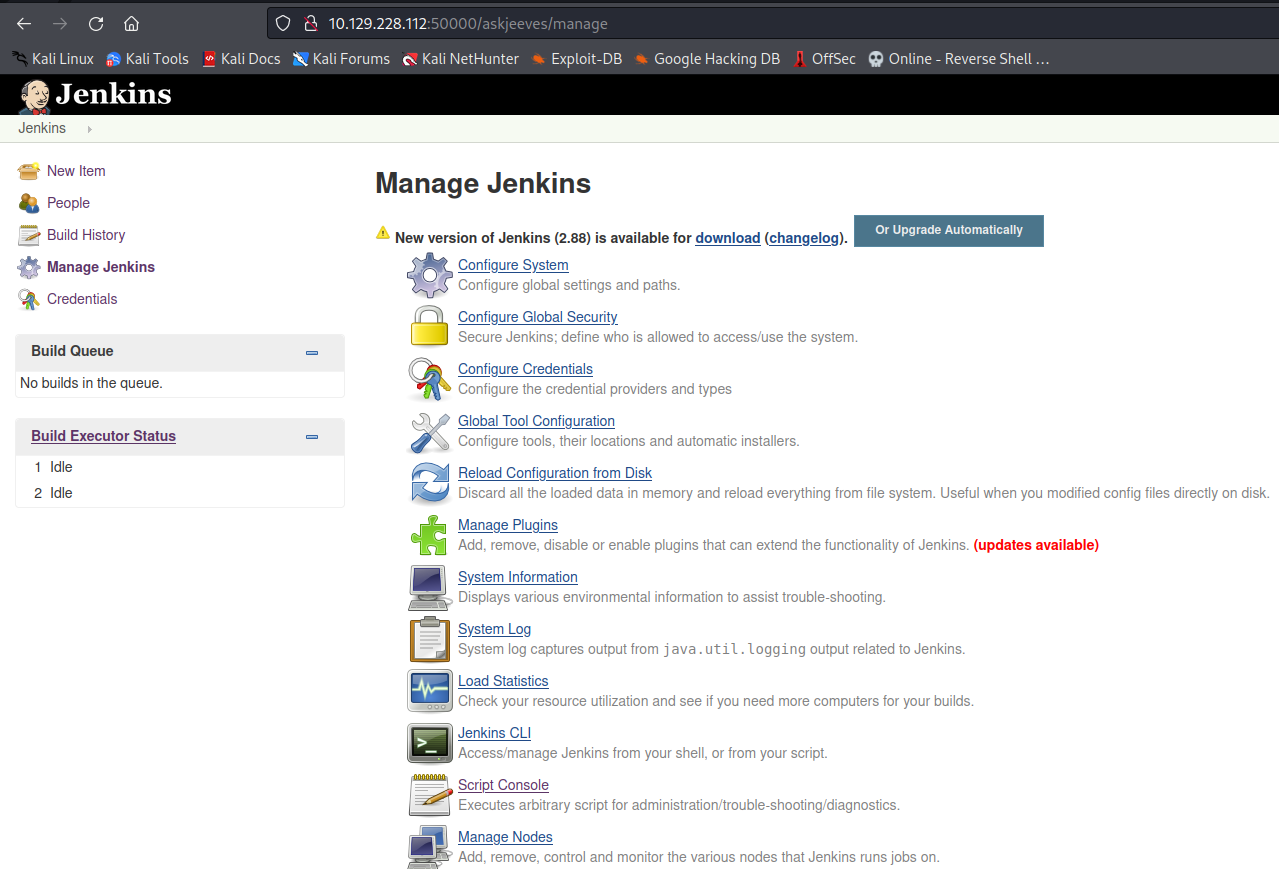 10.129.228.112:50000/askjeeves/manage
Kali Linux Kali Tools Kali Docs Kali Forums Kali NetHunter Exploit-DB Google Hacking DB OffSec Online - Reverse Shell …
Jenkins
Jenkins
New Item
People
Build History
Manage Jenkins
Credentials
Build Queue
No builds in the queue.
Build Executor Status
1 Idle
2 Idle
Manage Jenkins
New version of Jenkins (2.88) is available for download (changelog). Or Upgrade Automatically
Configure System
Configure global settings and paths.
Configure Global Security
Secure Jenkins; define who is allowed to access/use the system.
Configure Credentials
Configure the credential providers and types
Global Tool Configuration
Configure tools, their locations and automatic installers.
Reload Configuration from Disk
Discard all the loaded data in memory and reload everything from file system. Useful when you modified config files directly on disk.
Manage Plugins
Add, remove, disable or enable plugins that can extend the functionality of Jenkins. (updates available)
System Information
Displays various environmental information to assist trouble-shooting.
System Log
System log captures output from java.util.logging output related to Jenkins.
Load Statistics
Check your resource utilization and see if you need more computers for your builds.
Jenkins CLI
Access/manage Jenkins from your shell, or from your script.
Script Console
Executes arbitrary script for administration/trouble-shooting/diagnostics.
Manage Nodes
Add, remove, control and monitor the various nodes that Jenkins runs jobs on.